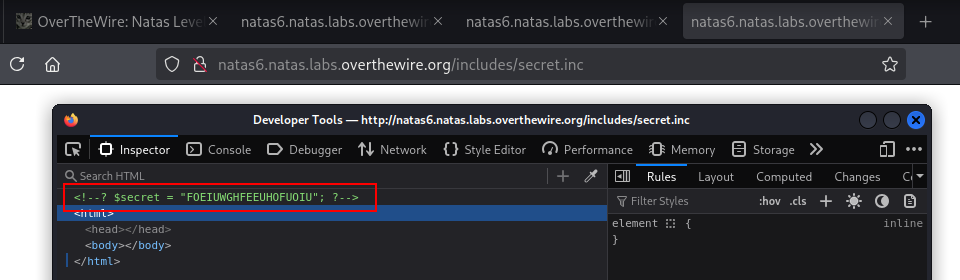 OverTheWire: Natas Level
natas6.natas.labs.overthewire
natas6.natas.labs.overthewire
natas6.natas.labs.overthewire
natas6.natas.labs.overthewire.org/includes/secret.inc
Developer Tools — http://natas6.natas.labs.overthewire.org/includes/secret.inc
Inspector Console Debugger Network Style Editor Performance Memory Storage
Search HTML
Rules Layout Computed Changes
<!--? $secret = "FOEIUWGHFEEUHOFUOIU"; ?-->
Filter Styles :hov .cls
<html>
<head></head>
<body></body>
</html>
element { inline
}